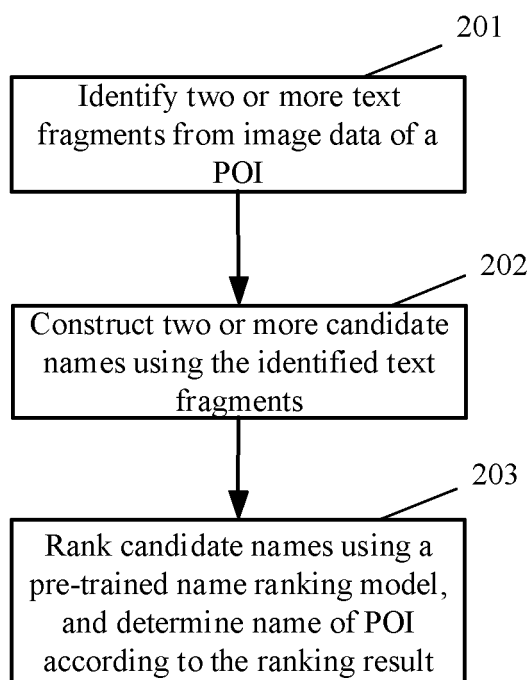 201
Identify two or more text
fragments from image data of a
POI
202
Construct two or more candidate
names using the identified text
fragments
203
Rank candidate names using a
pre-trained name ranking model,
and determine name of POI
according to the ranking result